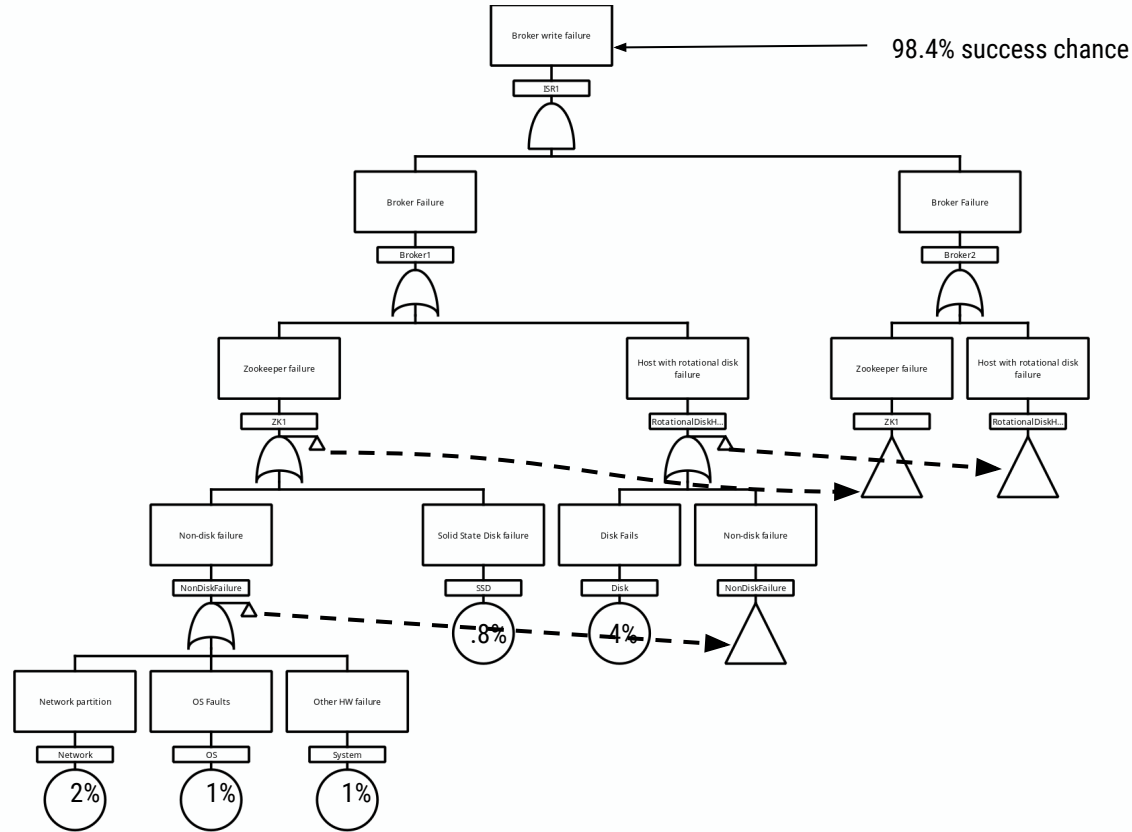 Broker write failure
98.4% success chance
ISR1
Broker Failure
Broker Failure
Broker1
Broker2
Zookeeper failure
Host with rotational disk
failure
Zookeeper failure
Host with rotational disk
failure
ZK1
RotationalDiskH...
ZK1
RotationalDiskH...
Non-disk failure
Solid State Disk failure
Disk Fails
Non-disk failure
NonDiskFailure
SSD
Disk
NonDiskFailure
.8%
4%
Network partition
OS Faults
Other HW failure
Network
OS
System
2%
1%
1%